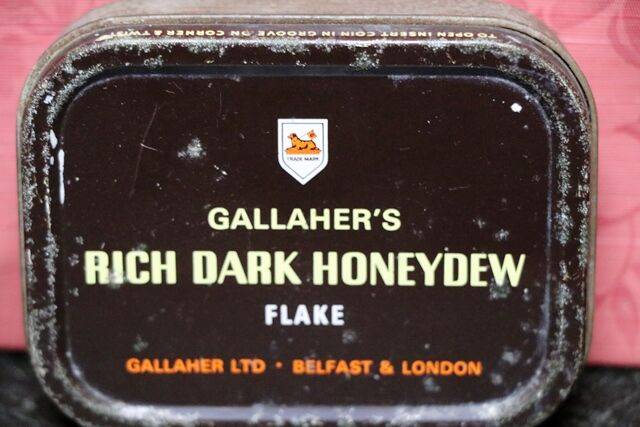 TO OPEN INSERT COIN IN GROOVE ON CORNER & TWIST
TRADE MARK
GALLAHER'S
RICH DARK HONEYDEW
FLAKE
GALLAHER LTD · BELFAST & LONDON